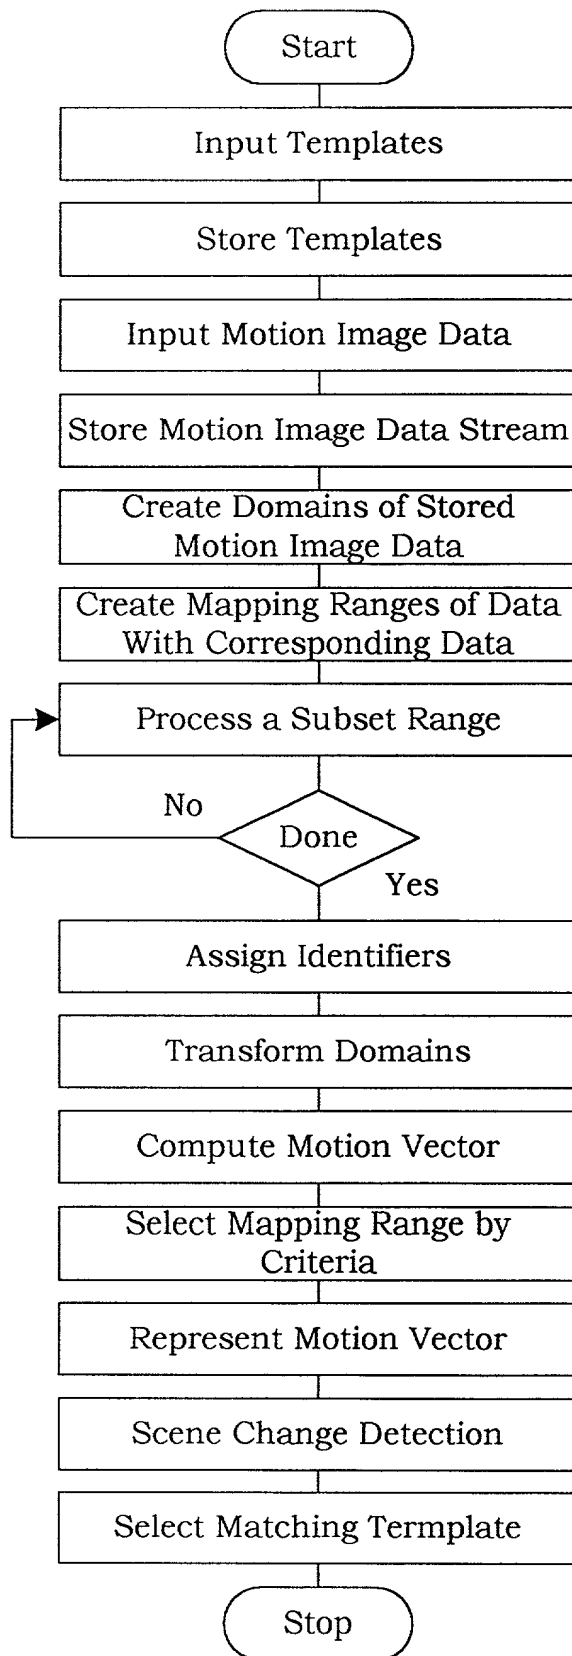 Start
Input Templates
Store Templates
Input Motion Image Data
Store Motion Image Data Stream
Create Domains of Stored
Motion Image Data
Create Mapping Ranges of Data
With Corresponding Data
Process a Subset Range
No
Done
Yes
Assign Identifiers
Transform Domains
Compute Motion Vector
Select Mapping Range by
Criteria
Represent Motion Vector
Scene Change Detection
Select Matching Termplate
Stop